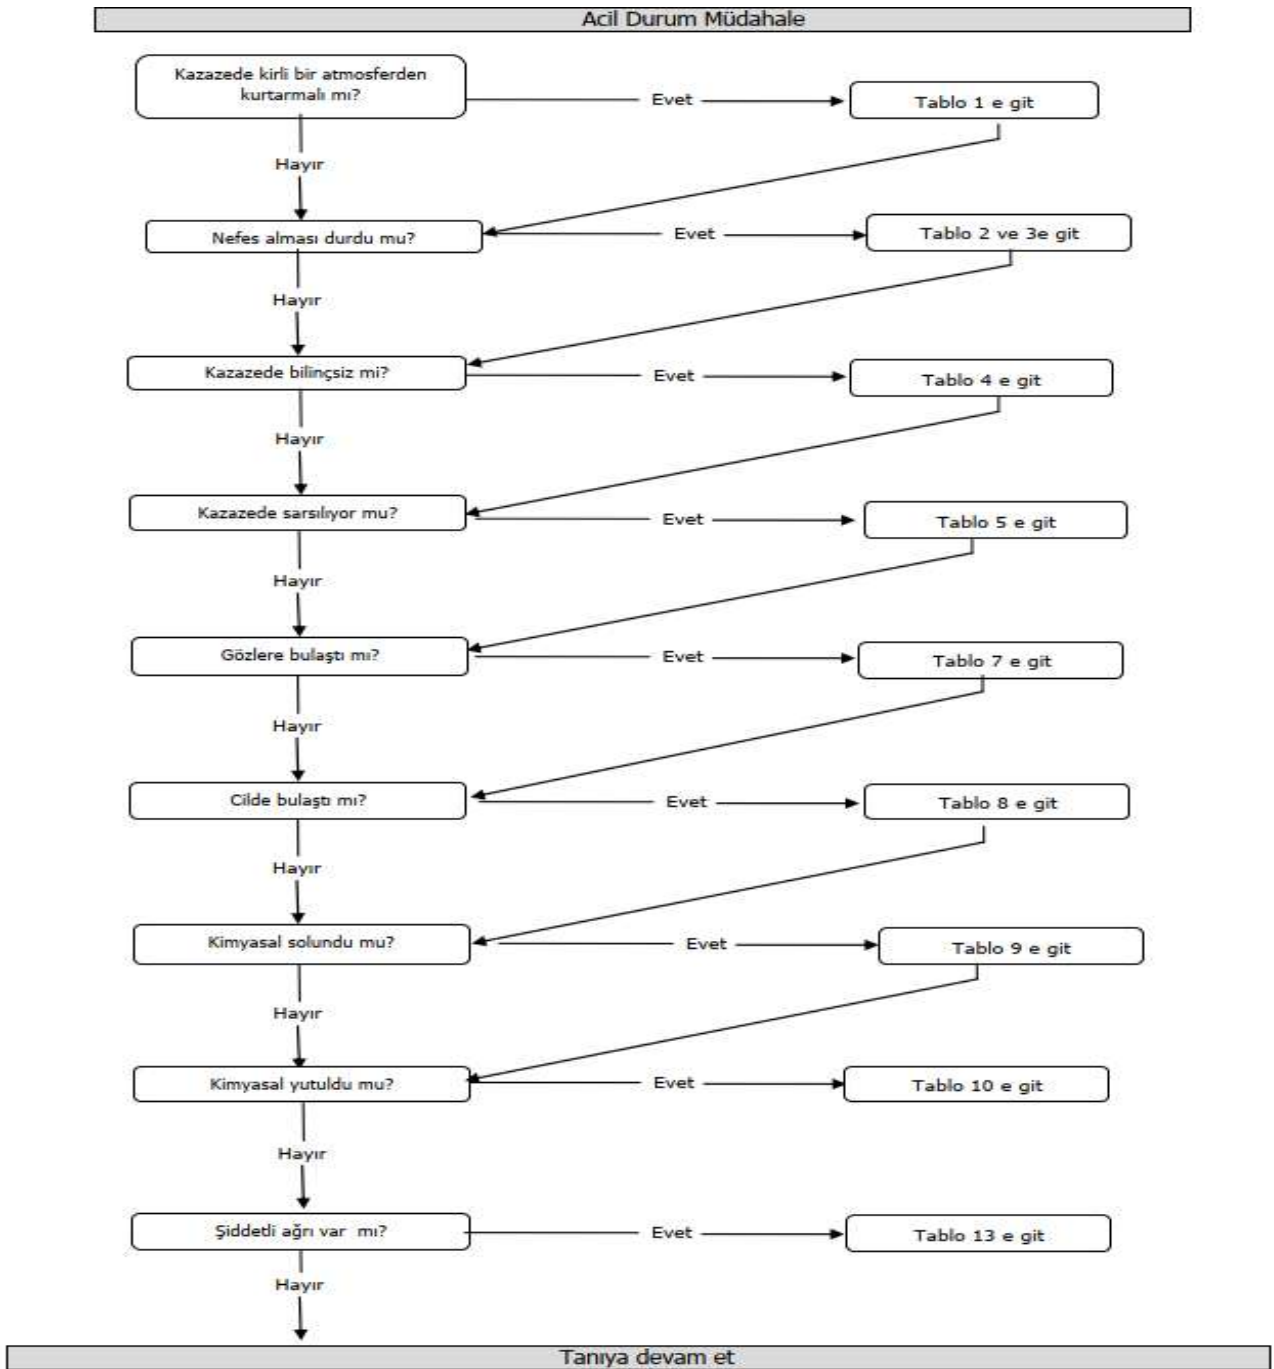 Acil Durum Müdahale
Kazazede kirli bir atmosferden
kurtarmalı mı?
Evet
Tablo 1 e git
Hayır
Nefes alması durdu mu?
Evet
Tablo 2 ve 3e git
Hayır
Kazazede bilinçsiz mi?
Evet
Tablo 4 e git
Hayır
Kazazede sarsılıyor mu?
Evet
Tablo 5 e git
Hayır
Gözlere bulaştı mı?
Evet
Tablo 7 e git
Hayır
Cilde bulaştı mı?
Evet
Tablo 8 e git
Hayır
Kimyasal solundu mu?
Evet
Tablo 9 e git
Hayır
Kimyasal yutuldu mu?
Evet
Tablo 10 e git
Hayır
Şiddetli ağrı var mı?
Evet
Tablo 13 e git
Hayır
Tanıya devam et